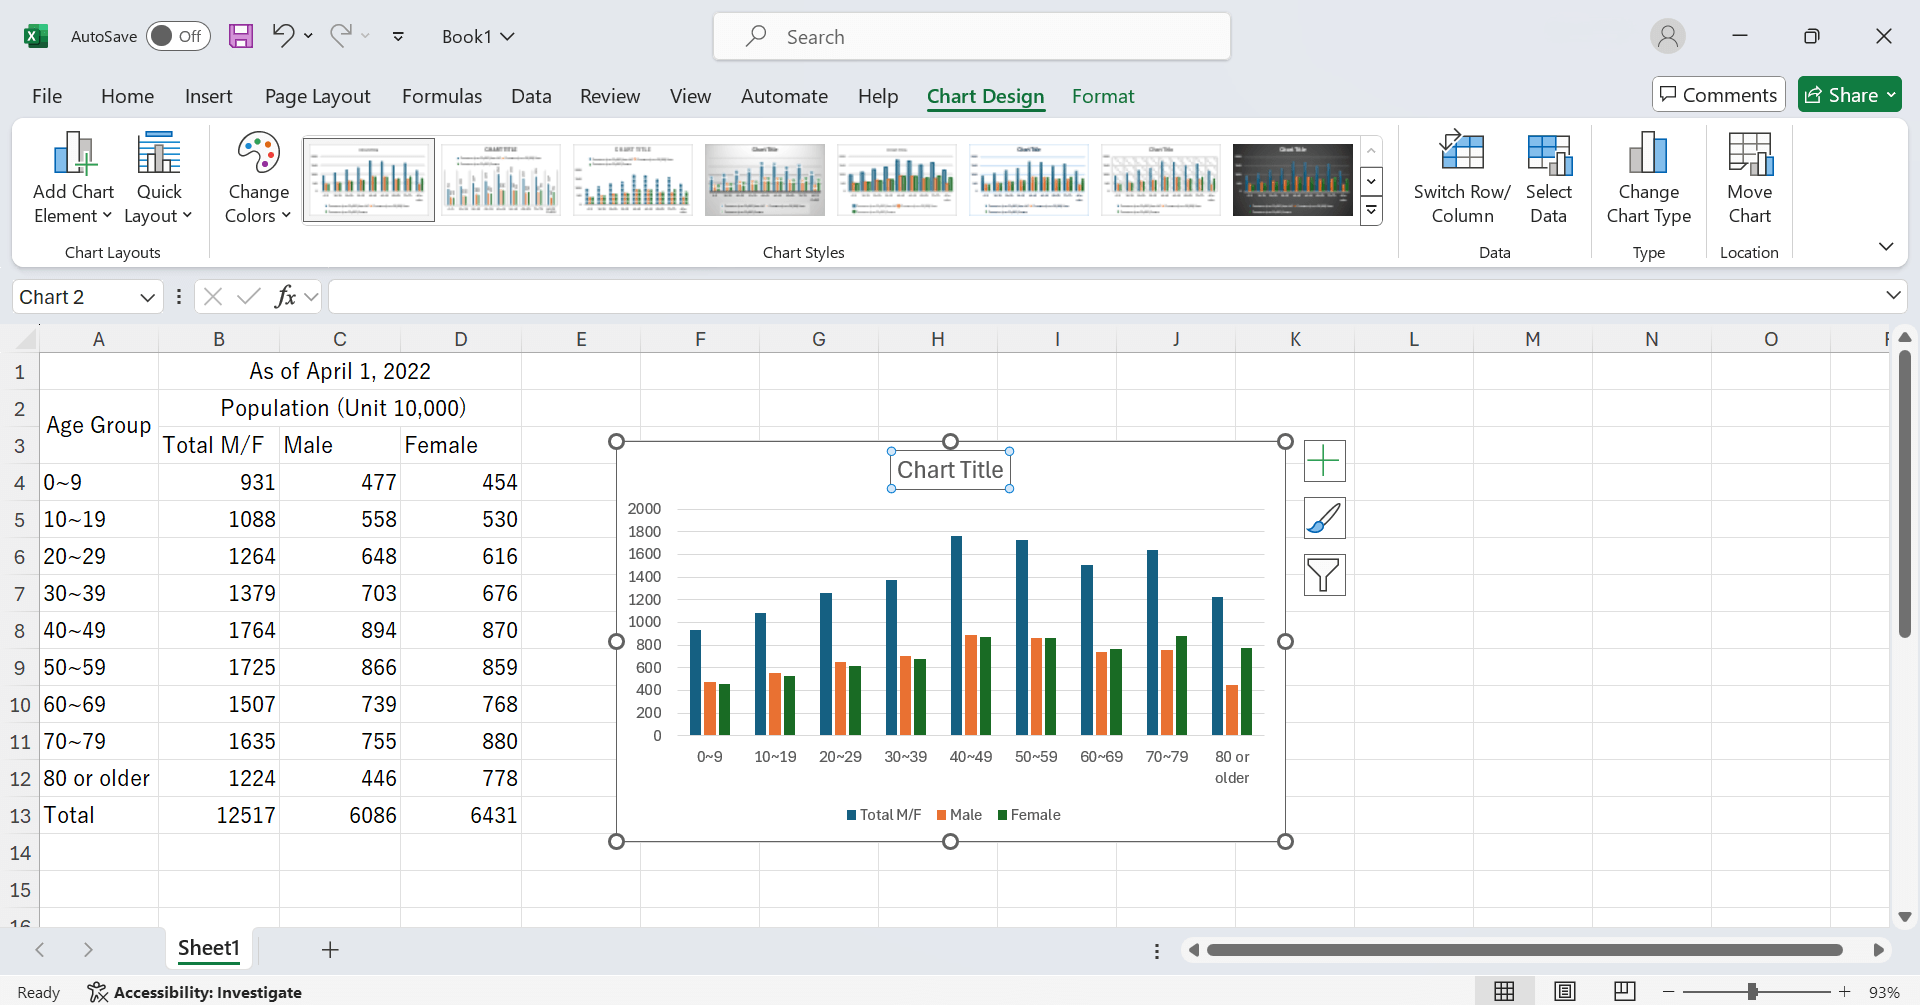 AutoSave Off Book1 Search
File Home Insert Page Layout Formulas Data Review View Automate Help Chart Design Format Comments Share
Add Chart Element
Quick Layout
Chart Layouts
Change Colors
Chart Styles
Switch Row/ Column
Select Data
Data
Change Chart Type
Type
Move Chart
Location
Chart 2 fx
A B C D E F G H I J K L M N O
1 As of April 1, 2022
2 Population (Unit 10,000)
Age Group
3 Total M/F Male Female
4 0~9 931 477 454
5 10~19 1088 558 530
6 20~29 1264 648 616
7 30~39 1379 703 676
8 40~49 1764 894 870
9 50~59 1725 866 859
10 60~69 1507 739 768
11 70~79 1635 755 880
12 80 or older 1224 446 778
13 Total 12517 6086 6431
14
15
16
Chart Title
2000
1800
1600
1400
1200
1000
800
600
400
200
0
0~9 10~19 20~29 30~39 40~49 50~59 60~69 70~79 80 or
older
Total M/F Male Female
Sheet1
Ready Accessibility: Investigate 93%